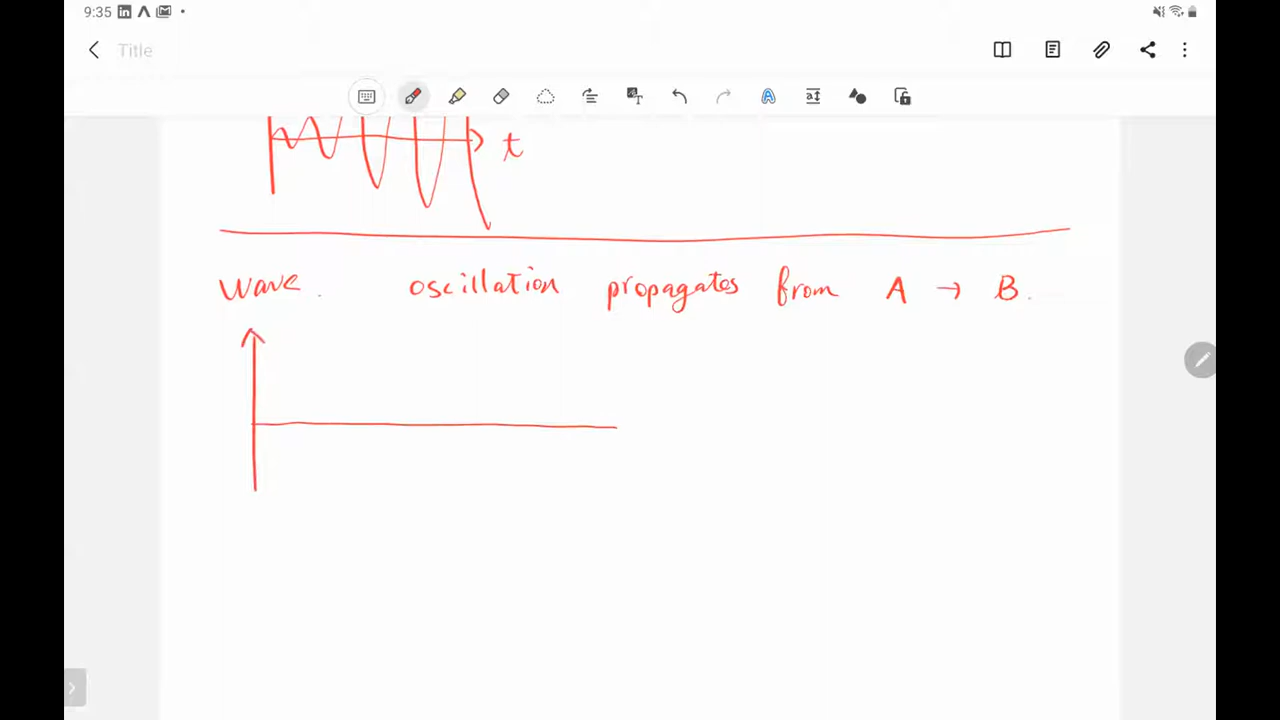 9:35
Title
t
Wave. oscillation propagates from A → B.